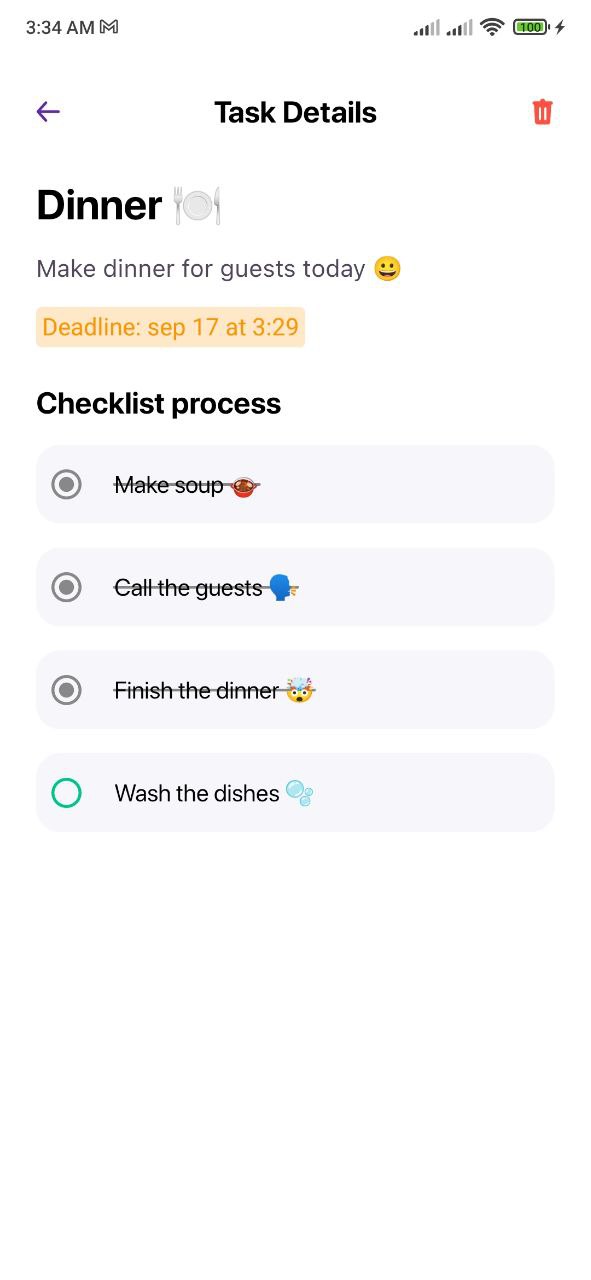 3:34 AM
100
Task Details
Dinner 🍽️
Make dinner for guests today 😀
Deadline: sep 17 at 3:29
Checklist process
Make soup 🍲
Call the guests 🗣️
Finish the dinner 🤯
Wash the dishes 🫧